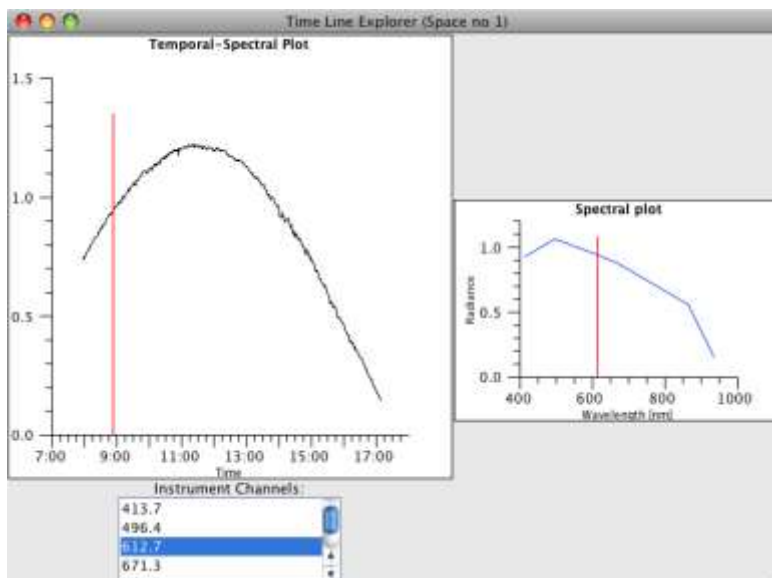 Time Line Explorer (Space no 1)
Temporal-Spectral Plot
1.5
1.0
0.5
0.0
7:00 9:00 11:00 13:00 15:00 17:00
Time
Spectral plot
1.0
0.5
0.0
Radiance
400 600 800 1000
Wavelength [nm]
Instrument Channels:
413.7
496.4
612.7
671.3